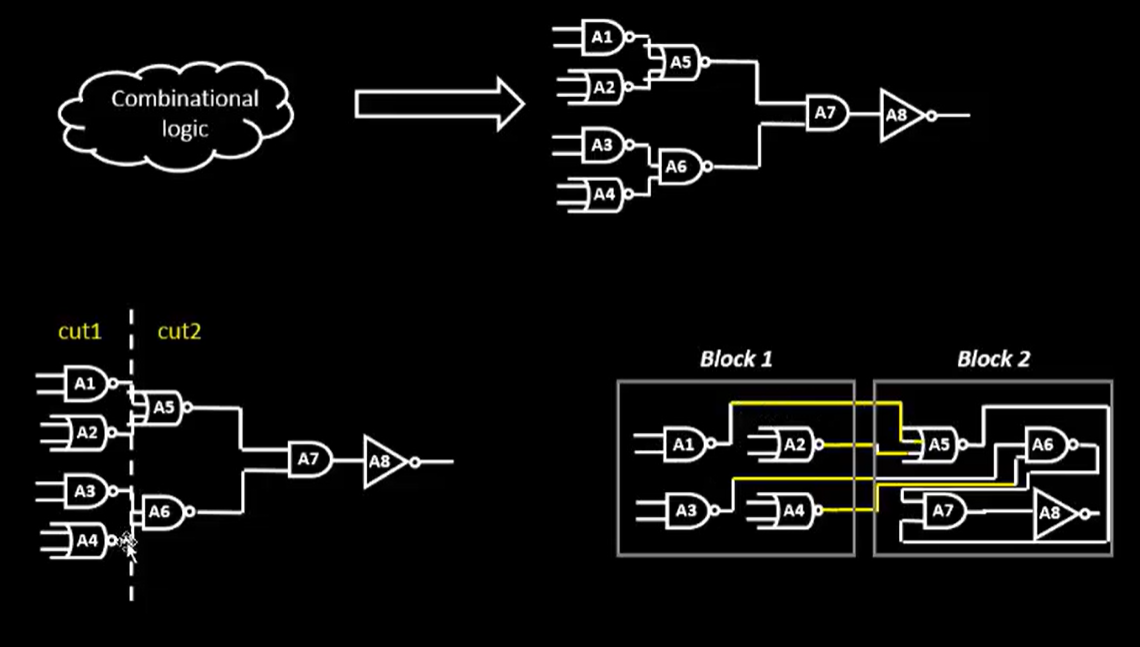 Combinational
logic
A1
A5
A2
A7
A8
A3
A6
A4
cut1 cut2
A1
A5
A2
A7
A8
A3
A6
A4
Block 1
Block 2
A1
A2
A5
A6
A3
A4
A7
A8